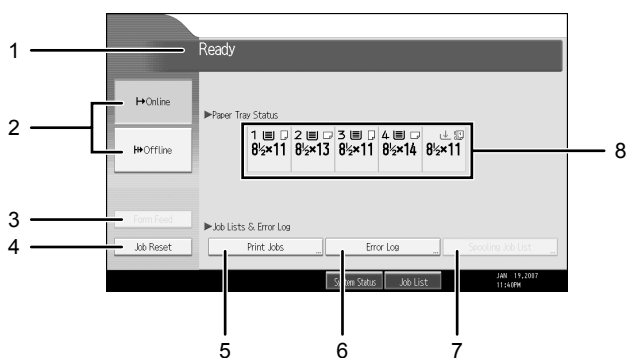 1
Ready
2
Online
Offline
▶Paper Tray Status
1 2 3 4
8½×11 8½×13 8½×11 8½×14 8½×11
8
3
Form Feed
▶Job Lists & Error Log
4
Job Reset
Print Jobs
Error Log
Spooling Job List
System Status
Job List
JAN 19,2007
11:40PM
5 6 7